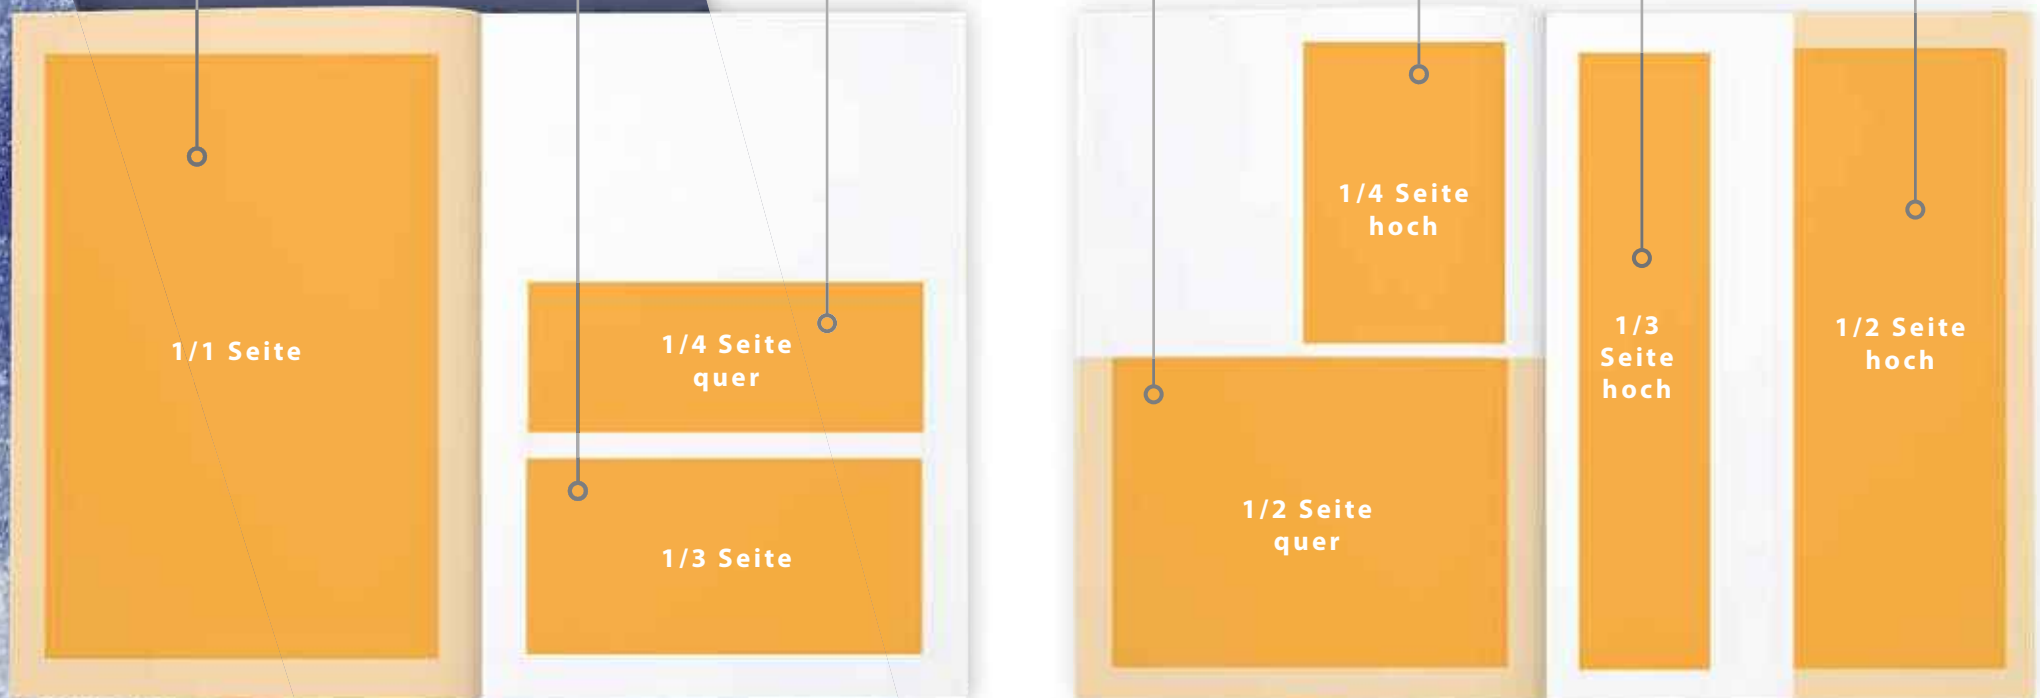 1/1 Seite
1/4 Seite
quer
1/3 Seite
1/4 Seite
hoch
1/2 Seite
quer
1/3
Seite
hoch
1/2 Seite
hoch